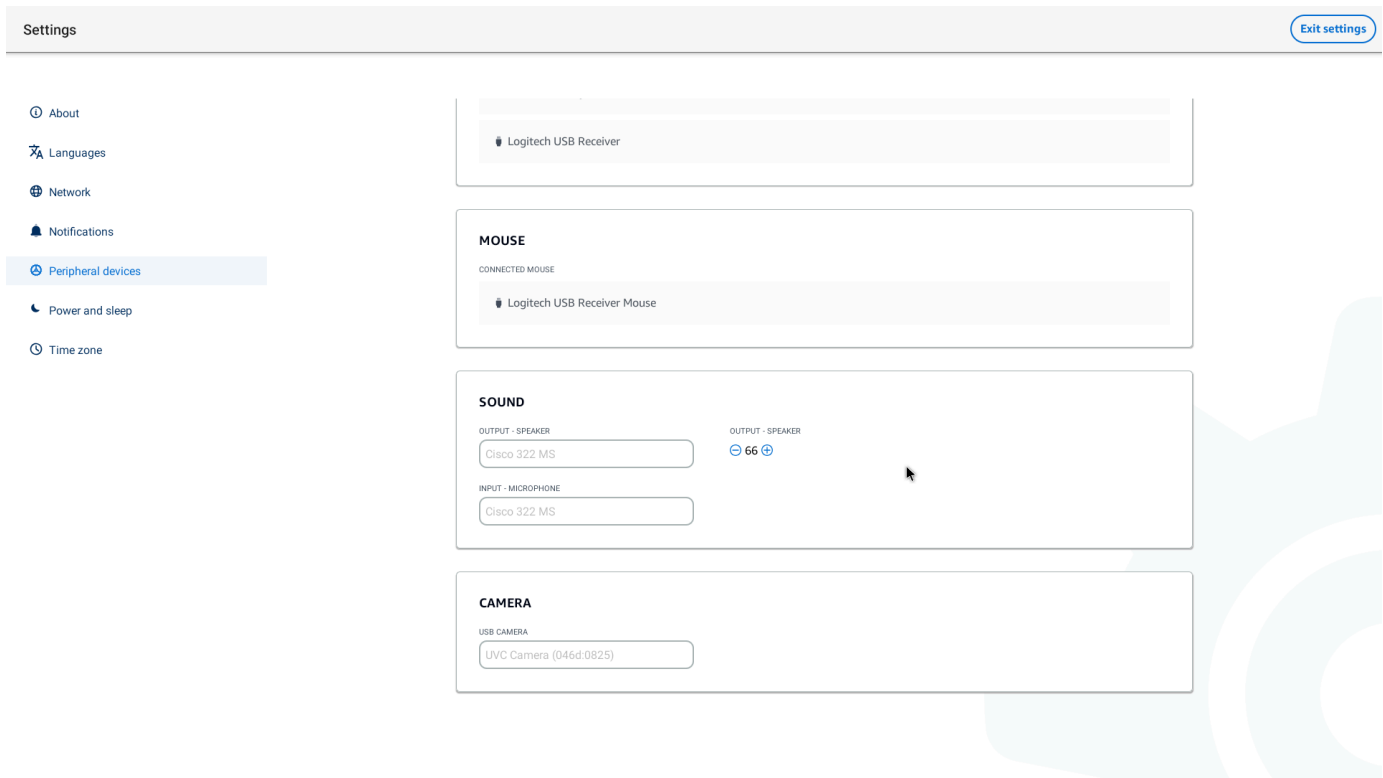 Settings
Exit settings
About
Languages
Network
Notifications
Peripheral devices
Power and sleep
Time zone
Logitech USB Receiver
MOUSE
CONNECTED MOUSE
Logitech USB Receiver Mouse
SOUND
OUTPUT - SPEAKER
OUTPUT - SPEAKER
Cisco 322 MS
66
INPUT - MICROPHONE
Cisco 322 MS
CAMERA
USB CAMERA
UVC Camera (046d:0825)